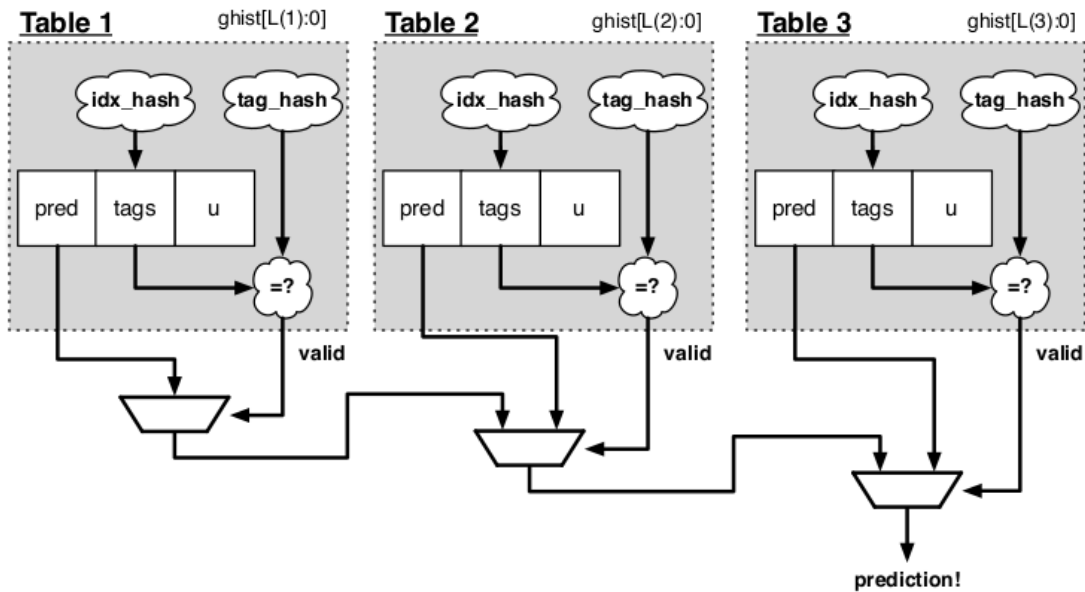 Table 1 ghist[L(1):0] Table 2 ghist[L(2):0] Table 3 ghist[L(3):0]
idx_hash tag_hash idx_hash tag_hash idx_hash tag_hash
pred tags u pred tags u pred tags u
=? =? =?
valid valid valid
prediction!